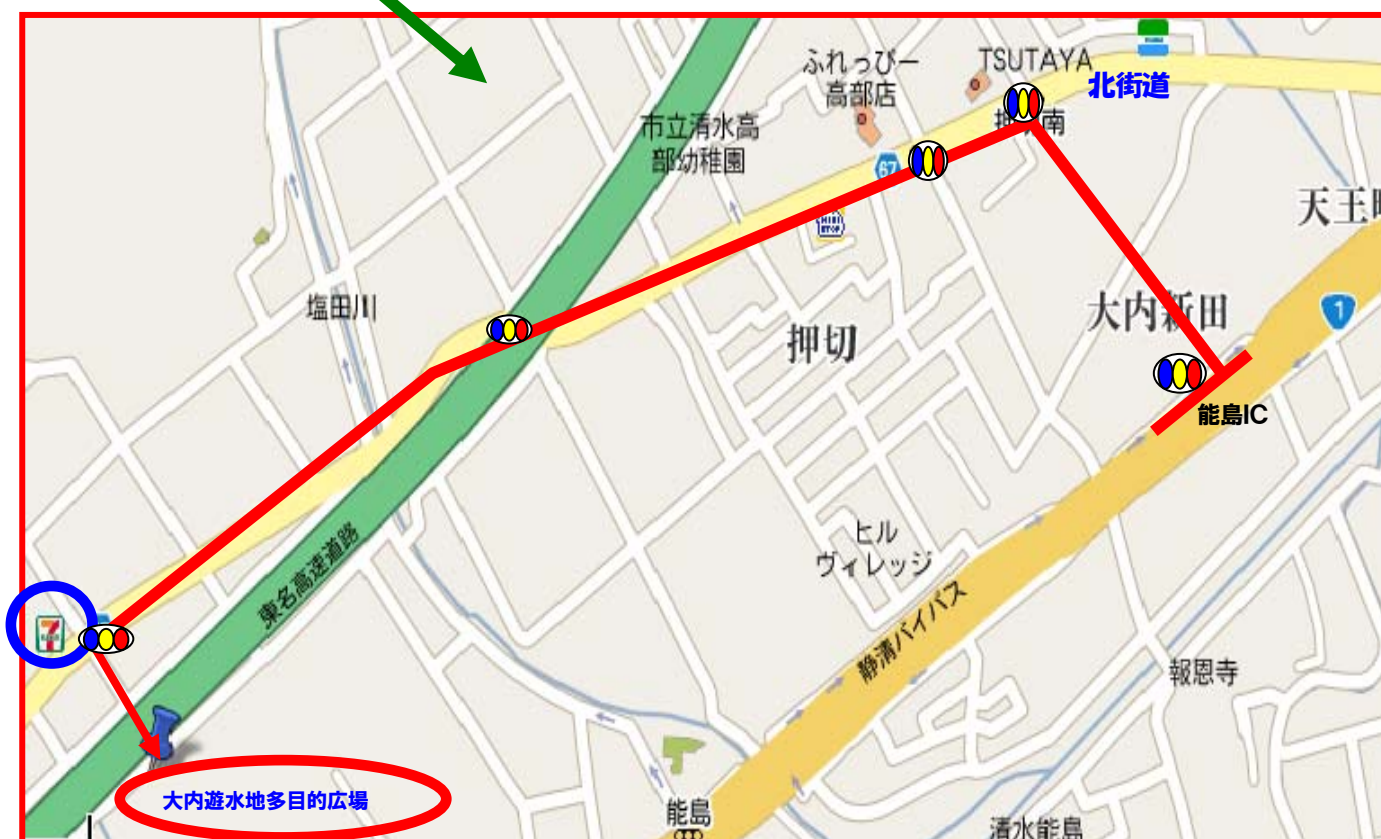 ふれっぴー
高部店
TSUTAYA
北街道
市立清水高
部幼稚園
67
MINI
STOP
天王
塩田川
押切
大内新田
1
能島IC
東名高速道路
ヒル
ヴィレッジ
静清バイパス
報恩寺
7
大内遊水地多目的広場
能島
清水能島